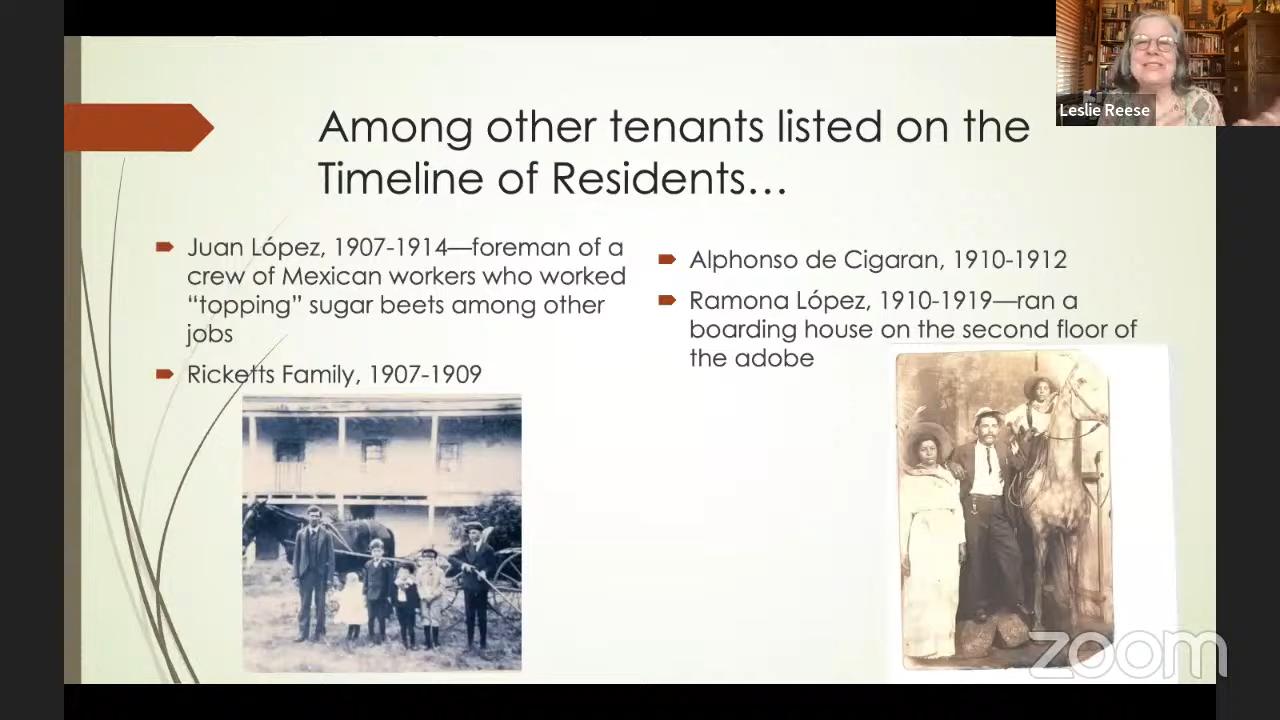 Leslie Reese
Among other tenants listed on the
Timeline of Residents…
Juan López, 1907-1914—foreman of a
crew of Mexican workers who worked
“topping” sugar beets among other
jobs
Ricketts Family, 1907-1909
Alphonso de Cigaran, 1910-1912
Ramona López, 1910-1919—ran a
boarding house on the second floor of
the adobe
zoom